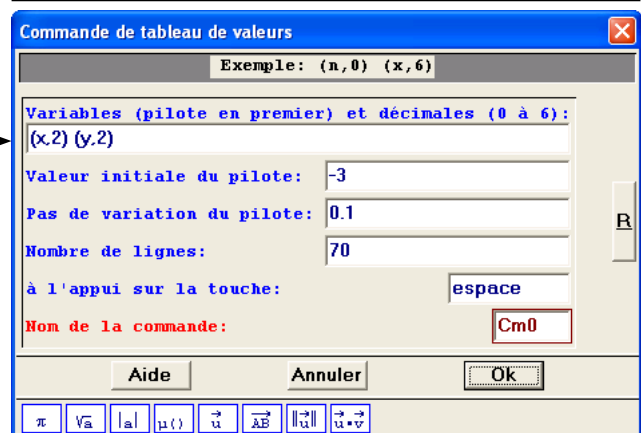 Commande de tableau de valeurs
Exemple: (n,0) (x,6)
Variables (pilote en premier) et décimales (0 à 6):
(x,2) (y,2)
Valeur initiale du pilote: -3
Pas de variation du pilote: 0.1
R
Nombre de lignes: 70
à l'appui sur la touche: espace
Nom de la commande: Cm0
Aide Annuler Ok
π √a |a| μ() u⃗ A͞B⃗ ||u⃗|| u⃗·v⃗